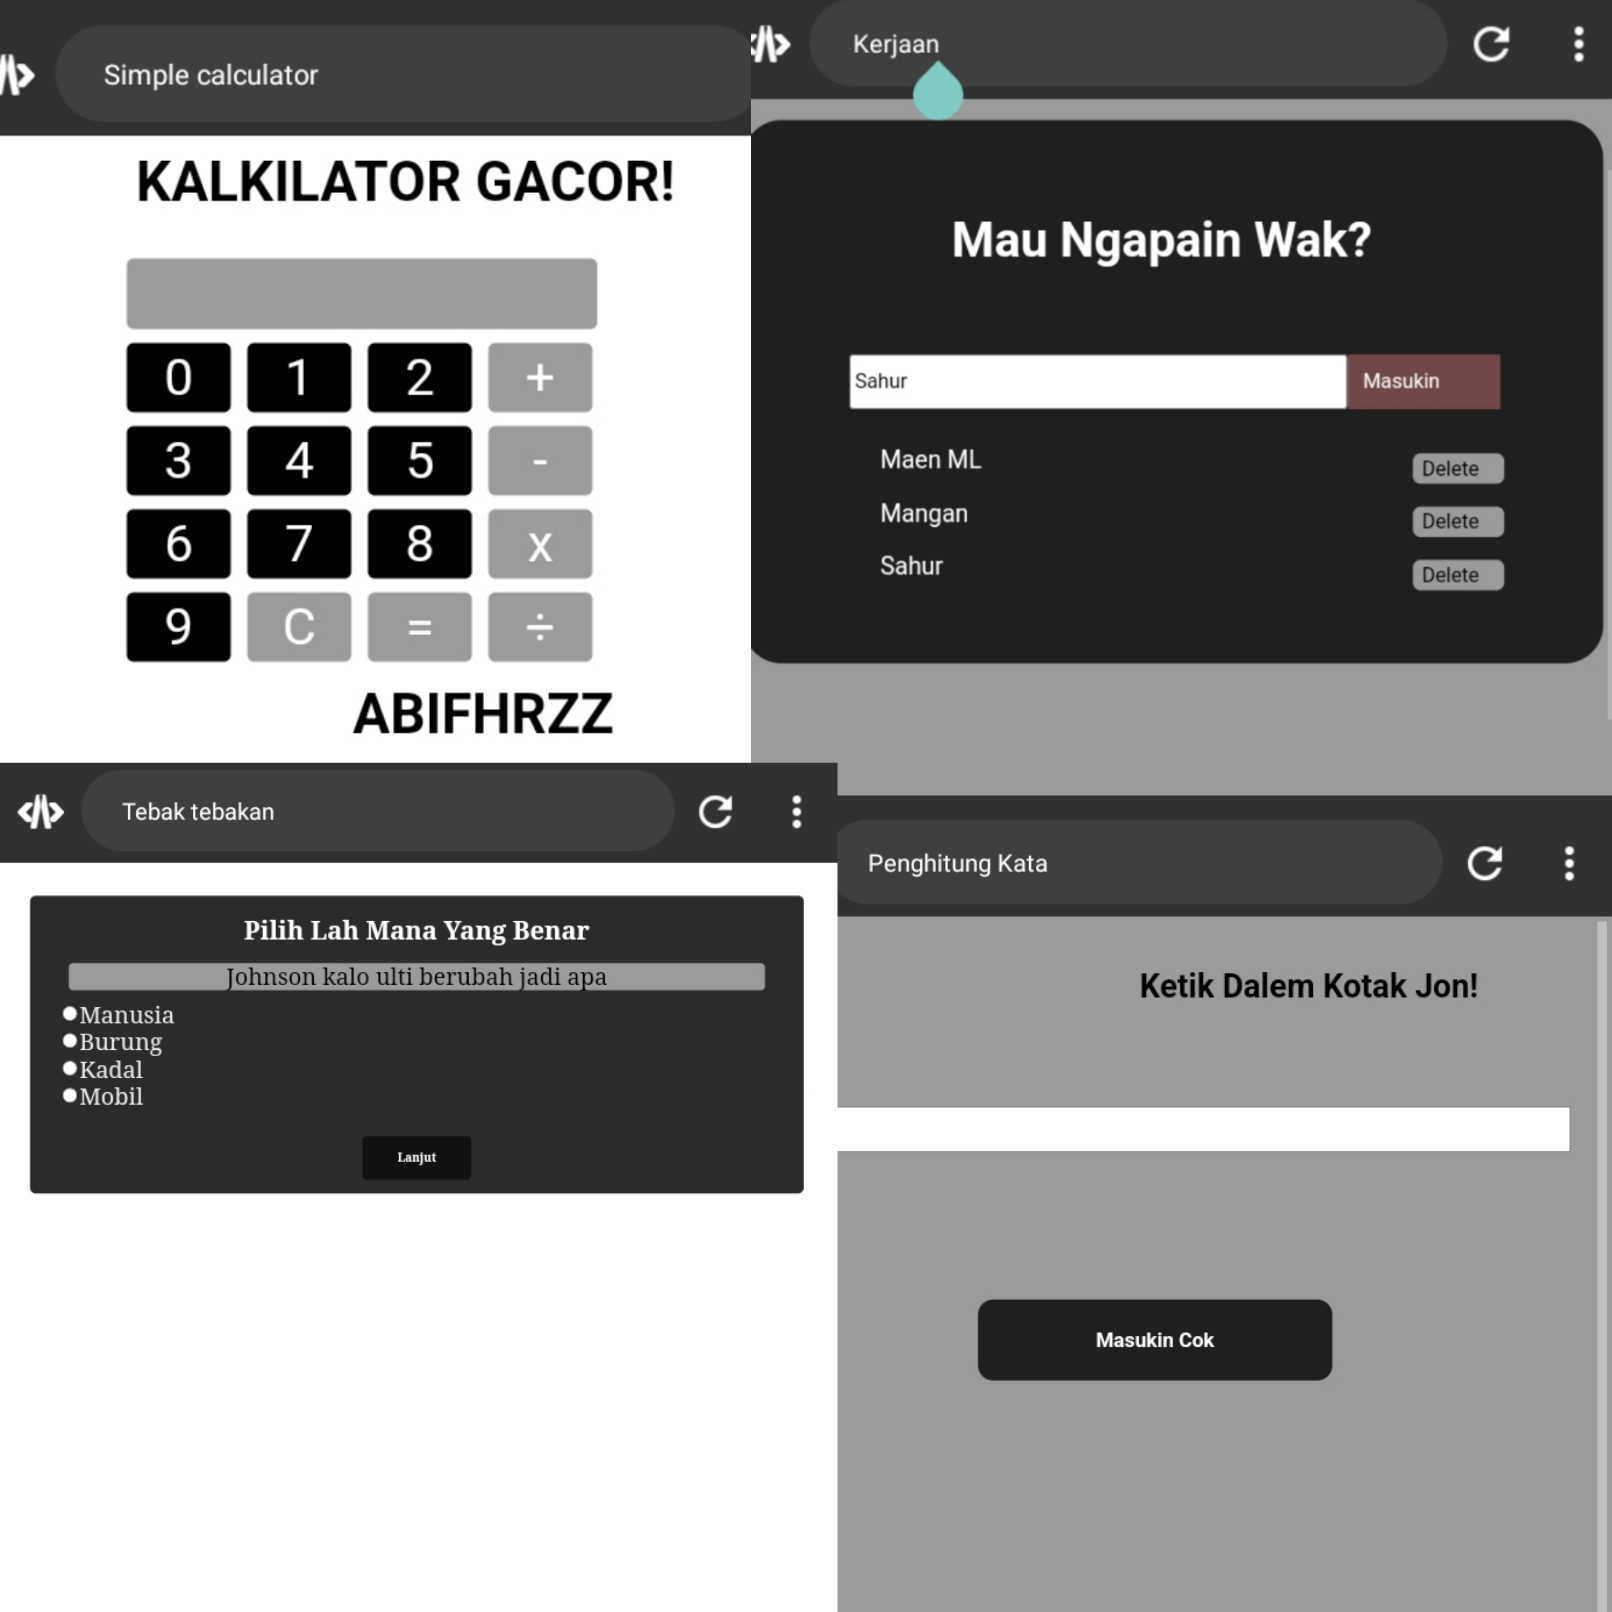 Simple calculator
KALKILATOR GACOR!
0 1 2 +
3 4 5 -
6 7 8 x
9 C = ÷
ABIFHRZZ
Kerjaan
Mau Ngapain Wak?
Sahur Masukin
Maen ML Delete
Mangan Delete
Sahur Delete
Tebak tebakan
Pilih Lah Mana Yang Benar
Johnson kalo ulti berubah jadi apa
Manusia
Burung
Kadal
Mobil
Lanjut
Penghitung Kata
Ketik Dalem Kotak Jon!
Masukin Cok